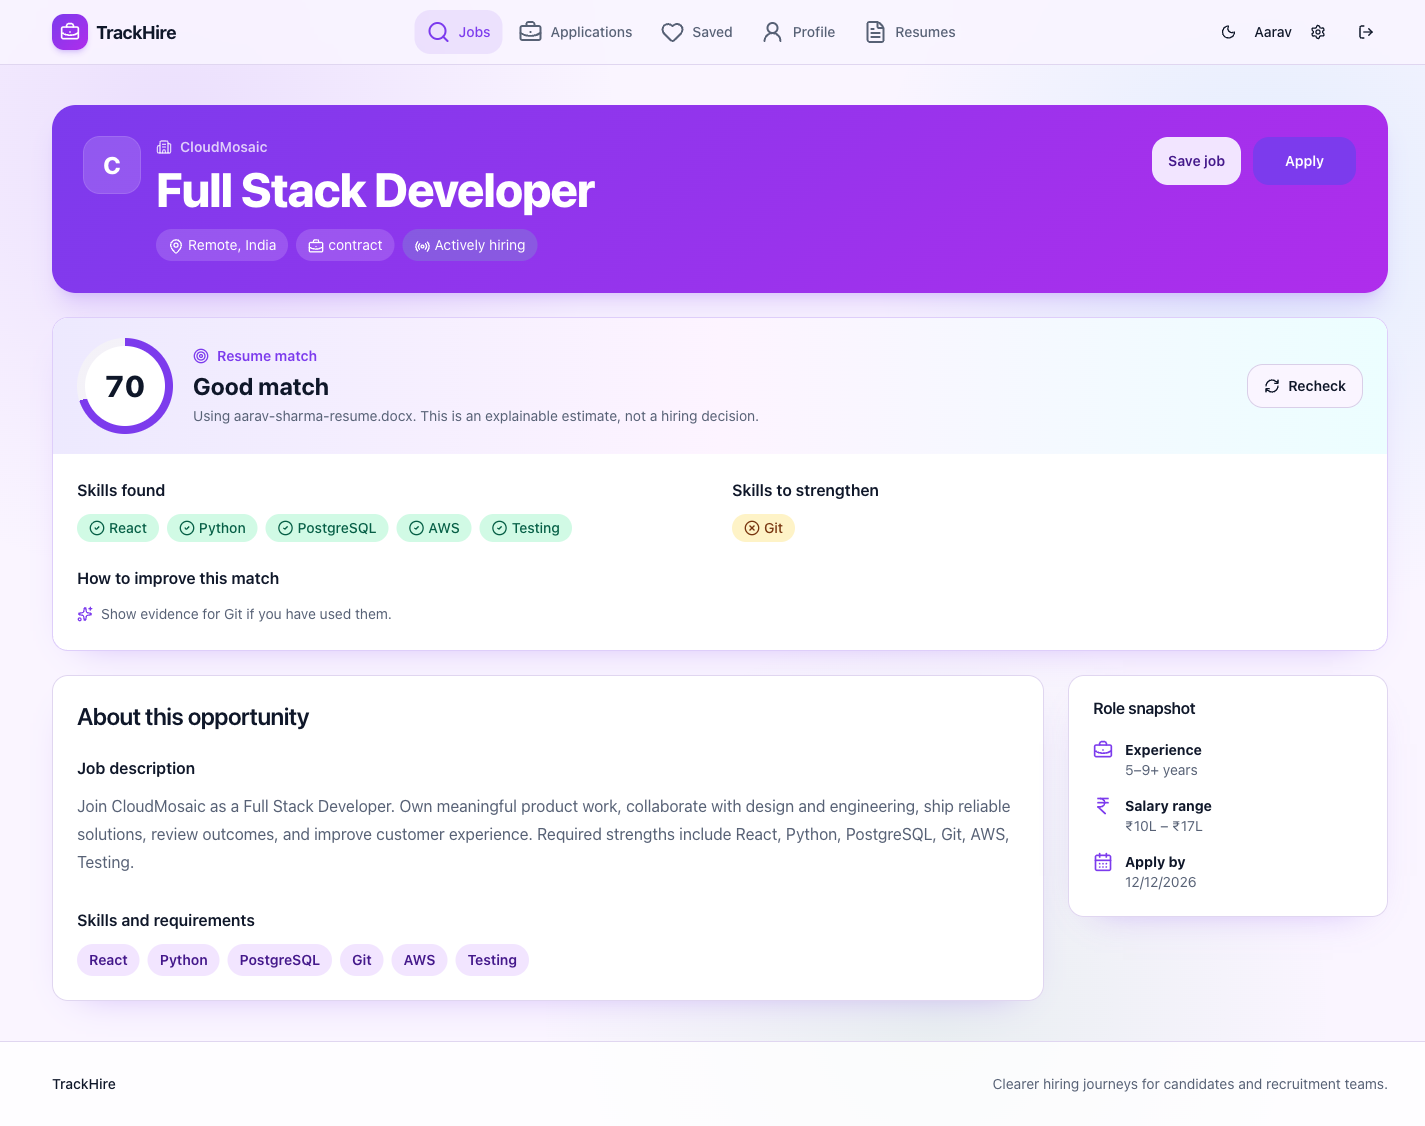 TrackHire
Jobs
Applications
Saved
Profile
Resumes
Aarav
C
CloudMosaic
Full Stack Developer
Remote, India
contract
Actively hiring
Save job
Apply
70
Resume match
Good match
Using aarav-sharma-resume.docx. This is an explainable estimate, not a hiring decision.
Recheck
Skills found
React
Python
PostgreSQL
AWS
Testing
Skills to strengthen
Git
How to improve this match
Show evidence for Git if you have used them.
About this opportunity
Job description
Join CloudMosaic as a Full Stack Developer. Own meaningful product work, collaborate with design and engineering, ship reliable
solutions, review outcomes, and improve customer experience. Required strengths include React, Python, PostgreSQL, Git, AWS,
Testing.
Skills and requirements
React
Python
PostgreSQL
Git
AWS
Testing
Role snapshot
Experience
5–9+ years
Salary range
₹10L – ₹17L
Apply by
12/12/2026
TrackHire
Clearer hiring journeys for candidates and recruitment teams.